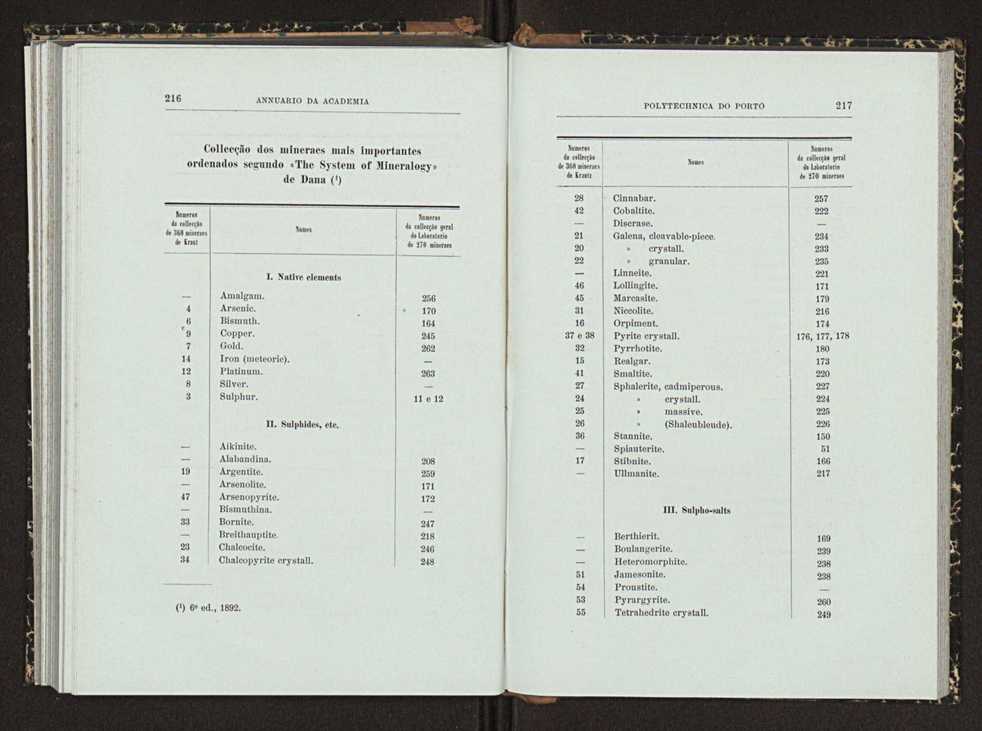 216 ANNUARIO DA ACADEMIA
Collecção dos mineraes mais importantes
ordenados segundo «The System of Mineralogy»
de Dana (¹)
Numeros da collecção de 360 mineraes de Krant Nomes Numeros da collecção geral do Laboratorio de 270 mineraes
I. Native elements
— Amalgam. 256
4 Arsenic. 170
6 Bismuth. 164
9 Copper. 245
7 Gold. 262
14 Iron (meteoric). —
12 Platinum. 263
8 Silver. —
3 Sulphur. 11 e 12
II. Sulphides, etc.
— Aikinite.
— Alabandina. 208
19 Argentite. 259
— Arsenolite. 171
47 Arsenopyrite. 172
— Bismuthina. —
33 Bornite. 247
— Breithauptite. 218
23 Chalcocite. 246
34 Chalcopyrite crystall. 248
(¹) 6ª ed., 1892.
POLYTECHNICA DO PORTO 217
Numeros da collecção de 360 mineraes de Krantz Nomes Numeros da collecção geral do Laboratorio de 270 mineraes
28 Cinnabar. 257
42 Cobaltite. 222
— Discrase. —
21 Galena, cleavable-piece. 234
20 » crystall. 233
22 » granular. 235
— Linneite. 221
46 Lollingite. 171
45 Marcasite. 179
31 Niccolite. 216
16 Orpiment. 174
37 e 38 Pyrite crystall. 176, 177, 178
32 Pyrrhotite. 180
15 Realgar. 173
41 Smaltite. 220
27 Sphalerite, cadmiperous. 227
24 » crystall. 224
25 » massive. 225
26 » (Shaleublende). 226
36 Stannite. 150
— Spiauterite. 51
17 Stibnite. 166
— Ullmanite. 217
III. Sulpho-salts
— Berthierit. 169
— Boulangerite. 239
— Heteromorphite. 238
51 Jamesonite. 238
54 Proustite. —
53 Pyrargyrite. 260
55 Tetrahedrite crystall. 249